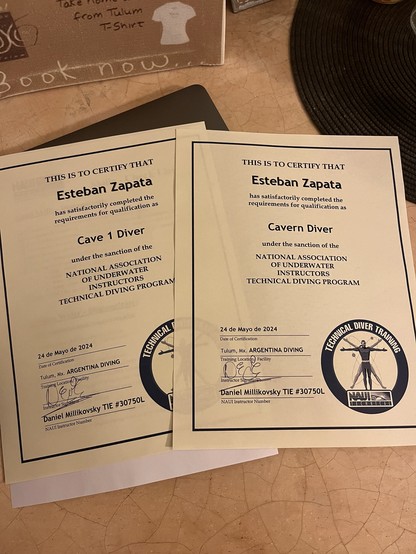 Take home
from Tulum
T-Shirt
Book now...
THIS IS TO CERTIFY THAT
Esteban Zapata
has satisfactorily completed the
requirements for qualification as
Cave 1 Diver
under the sanction of the
NATIONAL ASSOCIATION
OF UNDERWATER
INSTRUCTORS
TECHNICAL DIVING PROGRAM
24 de Mayo de 2024
Date of Certification
Tulum, Mx. ARGENTINA DIVING
Training Location/Facility
Instructor Signature
Daniel Millikovsky TIE #30750L
NAUI Instructor Number
TECHNICAL
THIS IS TO CERTIFY THAT
Esteban Zapata
has satisfactorily completed the
requirements for qualification as
Cavern Diver
under the sanction of the
NATIONAL ASSOCIATION
OF UNDERWATER
INSTRUCTORS
TECHNICAL DIVING PROGRAM
24 de Mayo de 2024
Date of Certification
Tulum, Mx. ARGENTINA DIVING
Training Location/Facility
Instructor Signature
Daniel Millikovsky TIE #30750L
NAUI Instructor Number
TECHNICAL DIVER TRAINING
NAUI